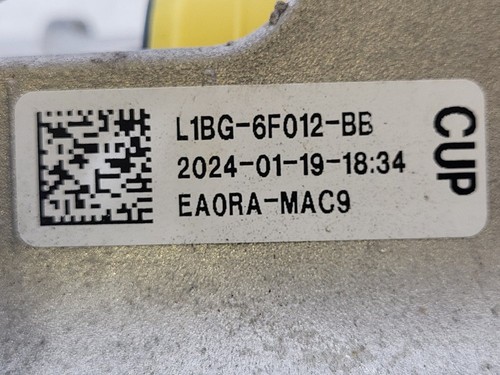 L1BG-6F012-BB
2024-01-19-18:34
EA0RA-MAC9
CUP